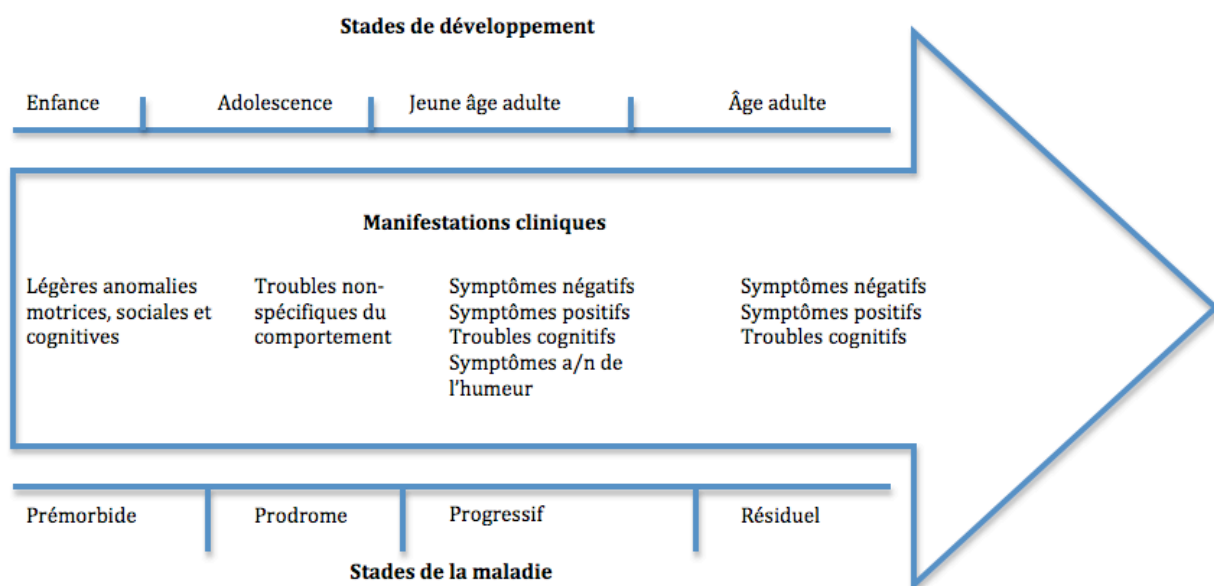 Stades de développement
Enfance
Adolescence
Jeune âge adulte
Âge adulte
Manifestations cliniques
Légères anomalies
motrices, sociales et
cognitives
Troubles non-
spécifiques du
comportement
Symptômes négatifs
Symptômes positifs
Troubles cognitifs
Symptômes a/n de
l’humeur
Symptômes négatifs
Symptômes positifs
Troubles cognitifs
Prémorbide
Prodrome
Progressif
Résiduel
Stades de la maladie